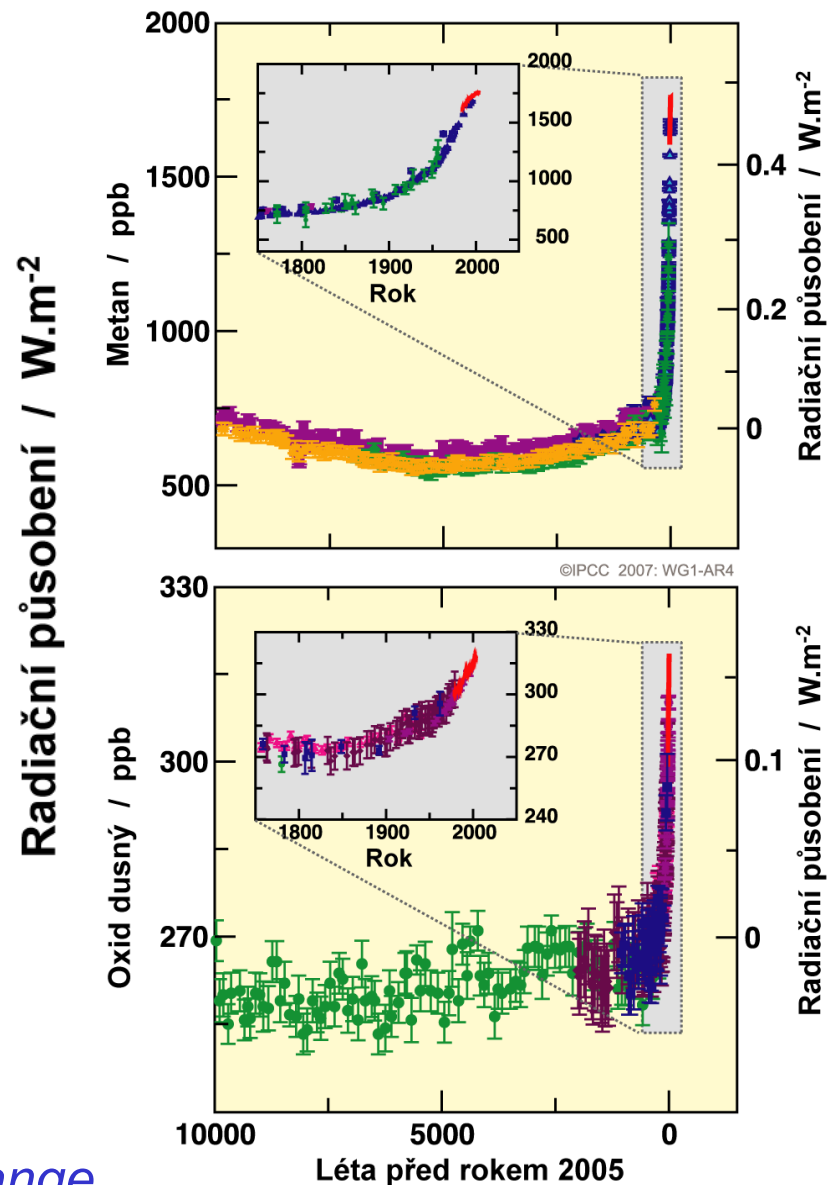 Radiační působení / W.m-2
2000
1500
1000
500
Metan / ppb
2000
1500
1000
500
1800 1900 2000
Rok
0.4
0.2
0
Radiační působení / W.m-2
©IPCC 2007: WG1-AR4
330
300
270
Oxid dusný / ppb
330
300
270
240
1800 1900 2000
Rok
0.1
0
Radiační působení / W.m-2
10000 5000 0
Léta před rokem 2005